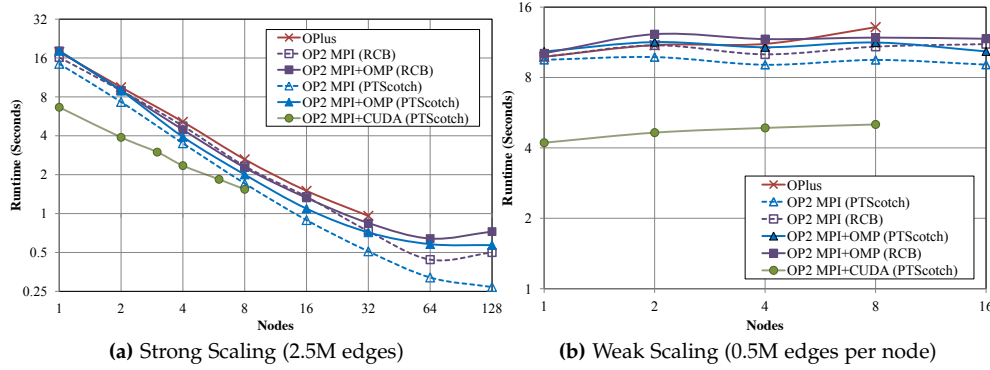 32
16
8
4
2
1
0.5
0.25
Runtime (Seconds)
1
2
4
8
16
32
64
128
Nodes
OPlus
OP2 MPI (RCB)
OP2 MPI+OMP (RCB)
OP2 MPI (PTScotch)
OP2 MPI+OMP (PTScotch)
OP2 MPI+CUDA (PTScotch)
(a) Strong Scaling (2.5M edges)
16
8
4
2
1
Runtime (Seconds)
1
2
4
8
16
Nodes
OPlus
OP2 MPI (PTScotch)
OP2 MPI (RCB)
OP2 MPI+OMP (PTScotch)
OP2 MPI+OMP (RCB)
OP2 MPI+CUDA (PTScotch)
(b) Weak Scaling (0.5M edges per node)